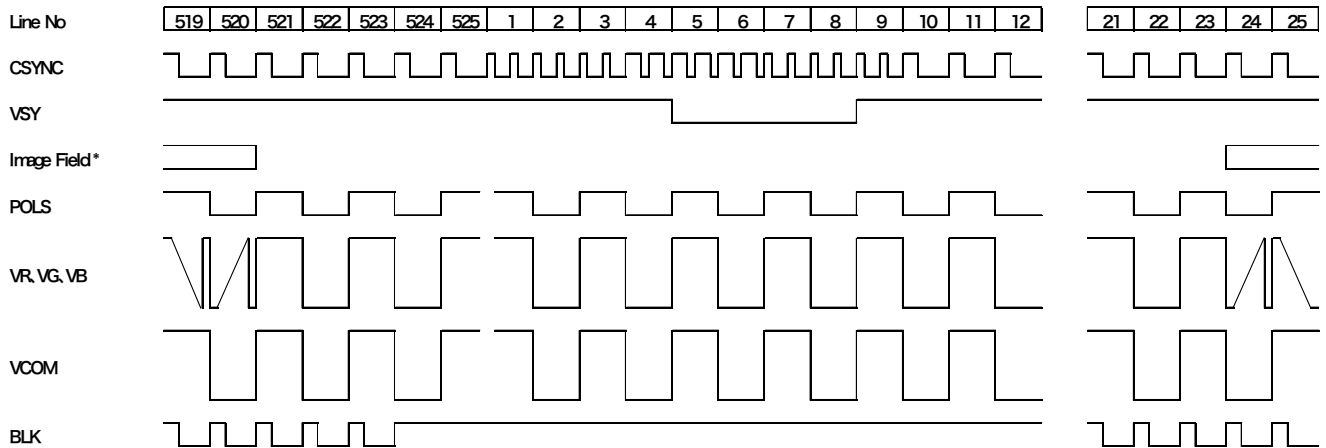 Line No 519 520 521 522 523 524 525 1 2 3 4 5 6 7 8 9 10 11 12 21 22 23 24 25
CSYNC
VSY
Image Field*
POLS
VR, VG, VB
VCOM
BLK